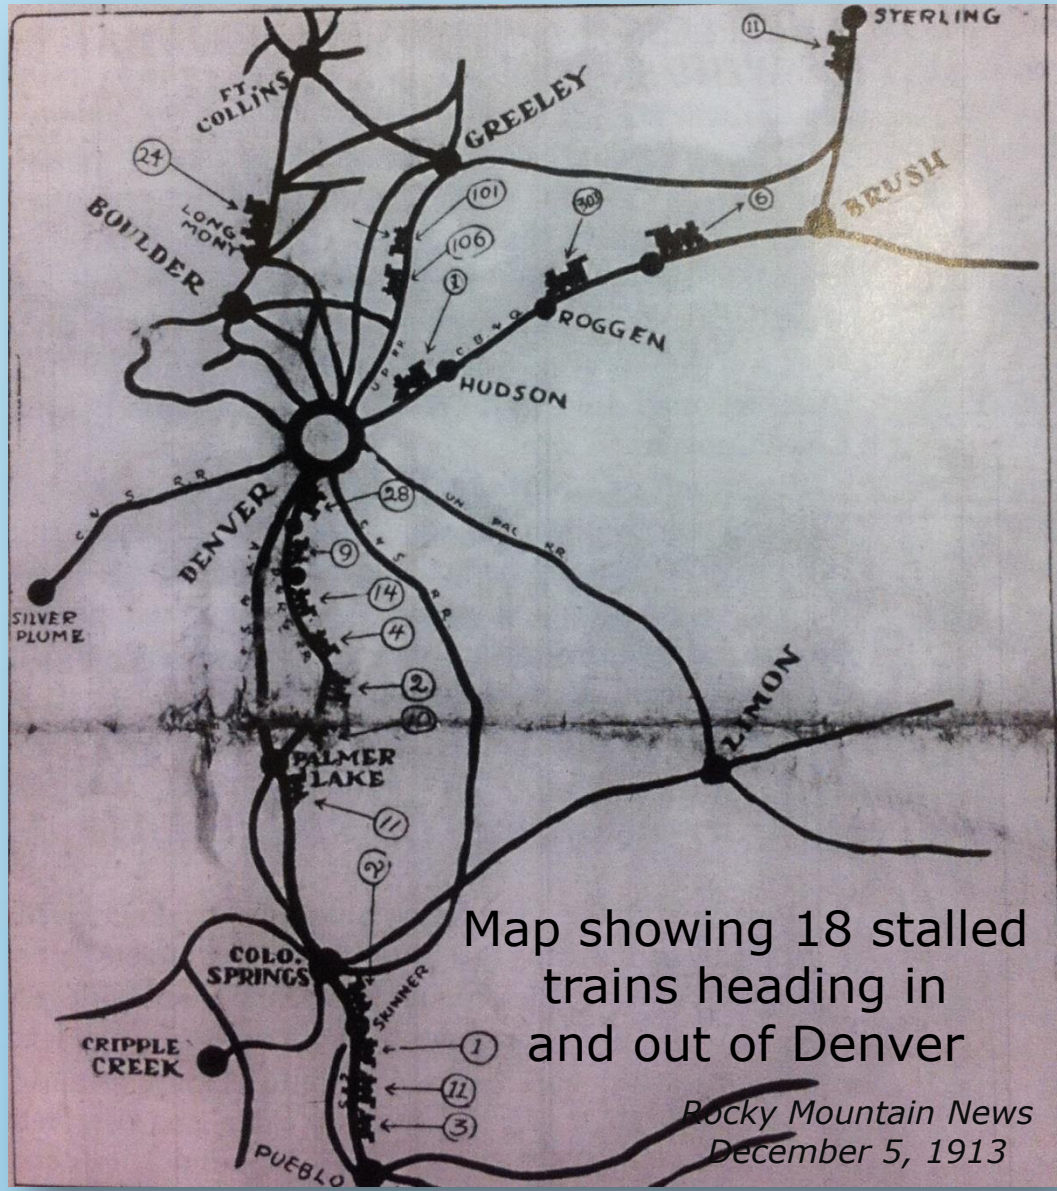 11
STERLING
FT.
COLLINS
GREELEY
24
101
BRUSH
BOULDER
LONG
MONT
301
6
106
1
ROGGEN
U P RR
C B & Q
HUDSON
C & S R.R
DENVER
28
UN PAC RR.
C & S R R
9
SILVER
PLUME
14
4
2
LIMON
10
PALMER
LAKE
11
2
Map showing 18 stalled
trains heading in
and out of Denver
COLO.
SPRINGS
SKINNER
CRIPPLE
CREEK
1
11
3
Rocky Mountain News
December 5, 1913
PUEBLO